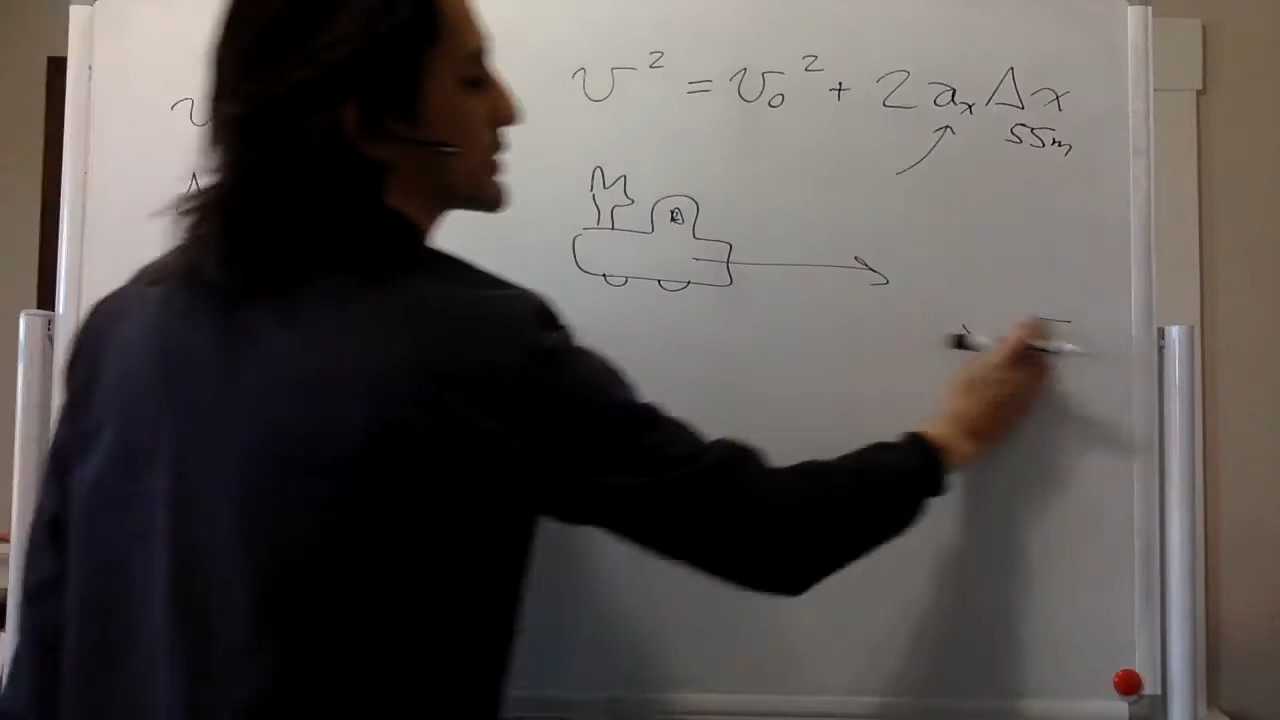 v² = v₀² + 2aₓΔx
55m